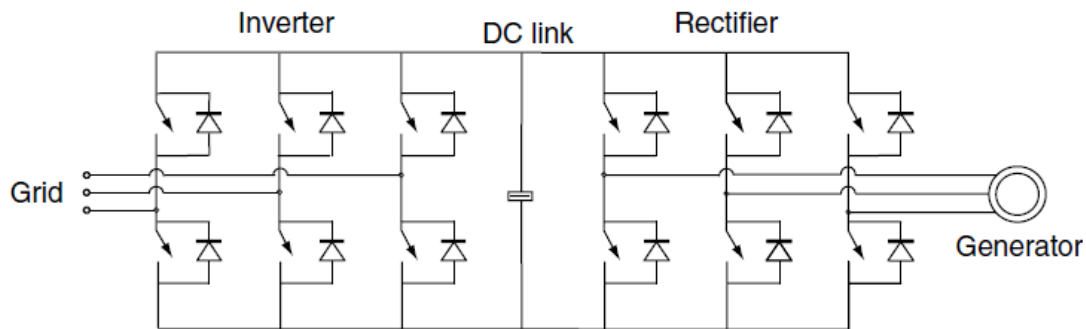 Inverter
DC link
Rectifier
Grid
Generator